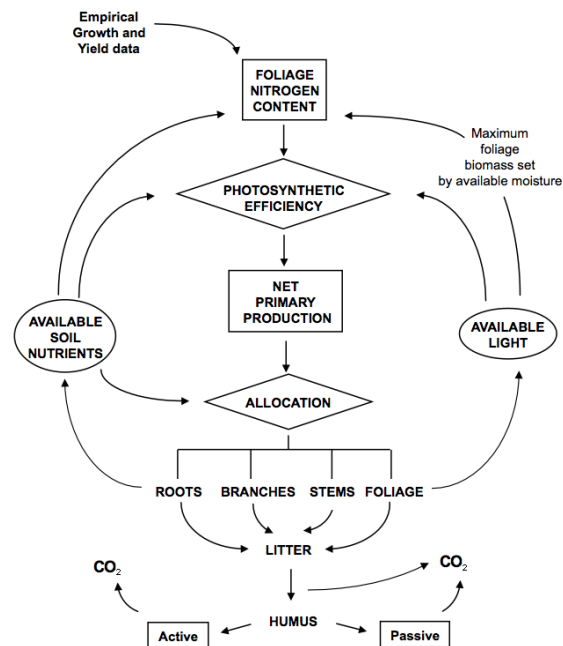 Empirical
Growth and
Yield data
FOLIAGE
NITROGEN
CONTENT
Maximum
foliage
biomass set
by available moisture
PHOTOSYNTHETIC
EFFICIENCY
NET
PRIMARY
PRODUCTION
AVAILABLE
SOIL
NUTRIENTS
AVAILABLE
LIGHT
ALLOCATION
ROOTS BRANCHES STEMS FOLIAGE
LITTER
CO₂
CO₂
HUMUS
Active
Passive